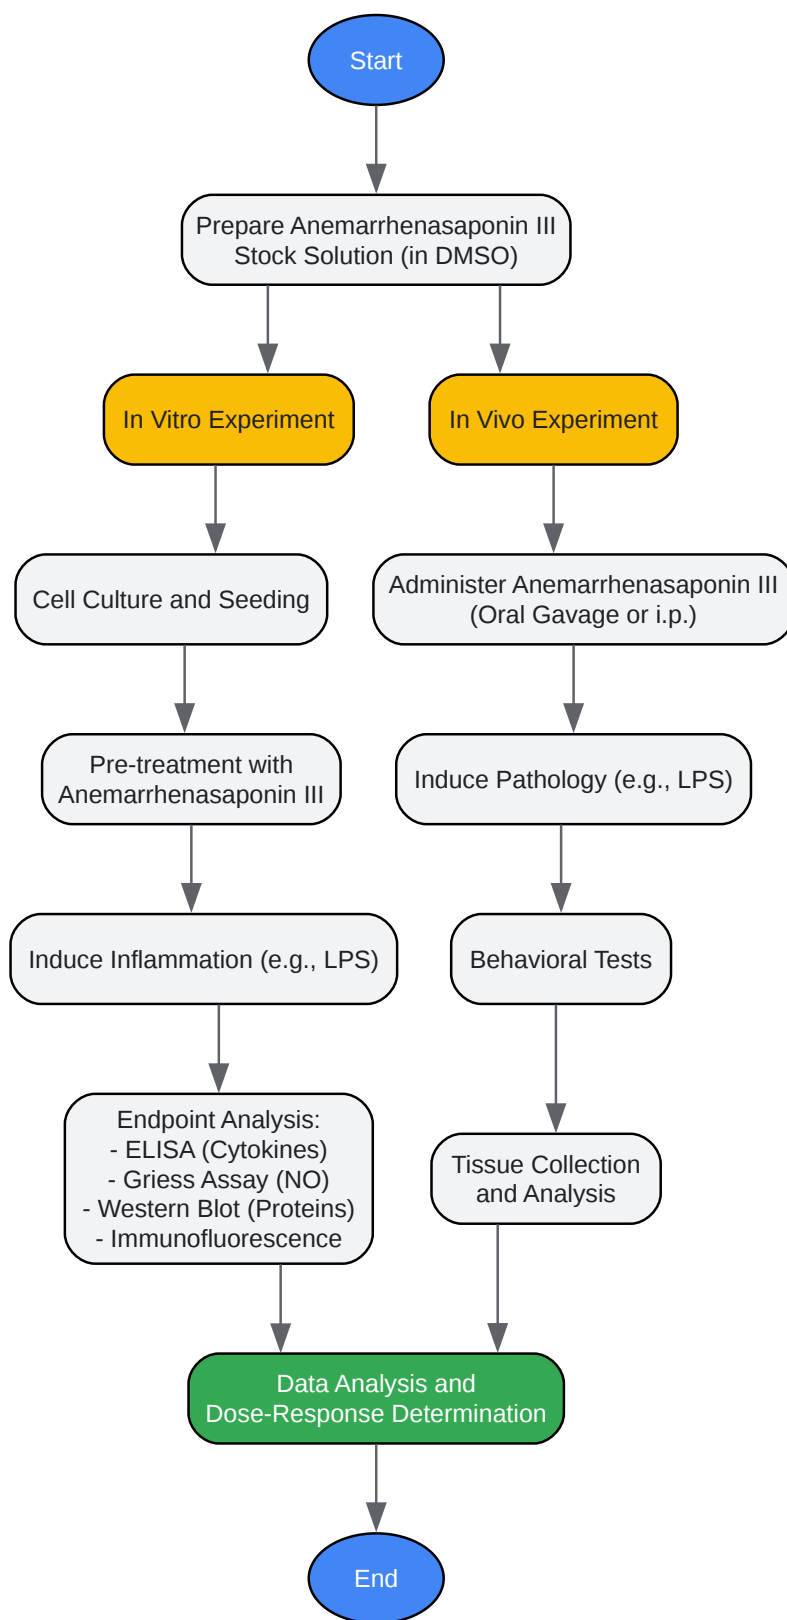 Start
Prepare Anemarrhenasaponin III
Stock Solution (in DMSO)
In Vitro Experiment
In Vivo Experiment
Cell Culture and Seeding
Administer Anemarrhenasaponin III
(Oral Gavage or i.p.)
Pre-treatment with
Anemarrhenasaponin III
Induce Pathology (e.g., LPS)
Induce Inflammation (e.g., LPS)
Behavioral Tests
Endpoint Analysis:
- ELISA (Cytokines)
- Griess Assay (NO)
- Western Blot (Proteins)
- Immunofluorescence
Tissue Collection
and Analysis
Data Analysis and
Dose-Response Determination
End